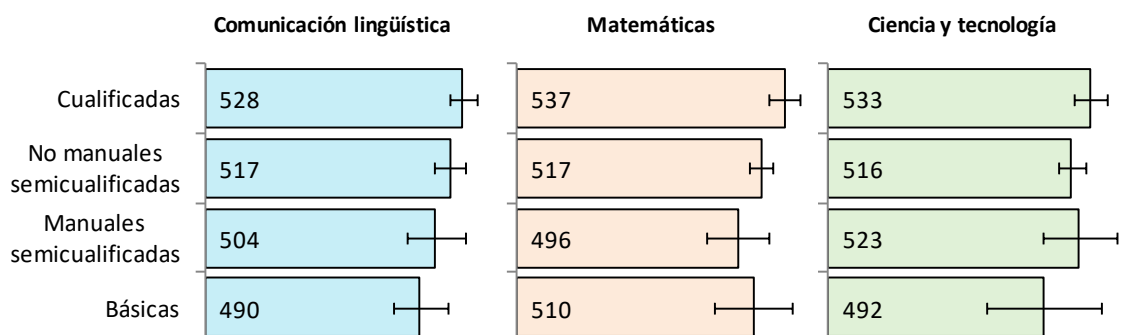 Comunicación lingüística Matemáticas Ciencia y tecnología
Cualificadas 528 537 533
No manuales
semicualificadas 517 517 516
Manuales
semicualificadas 504 496 523
Básicas 490 510 492